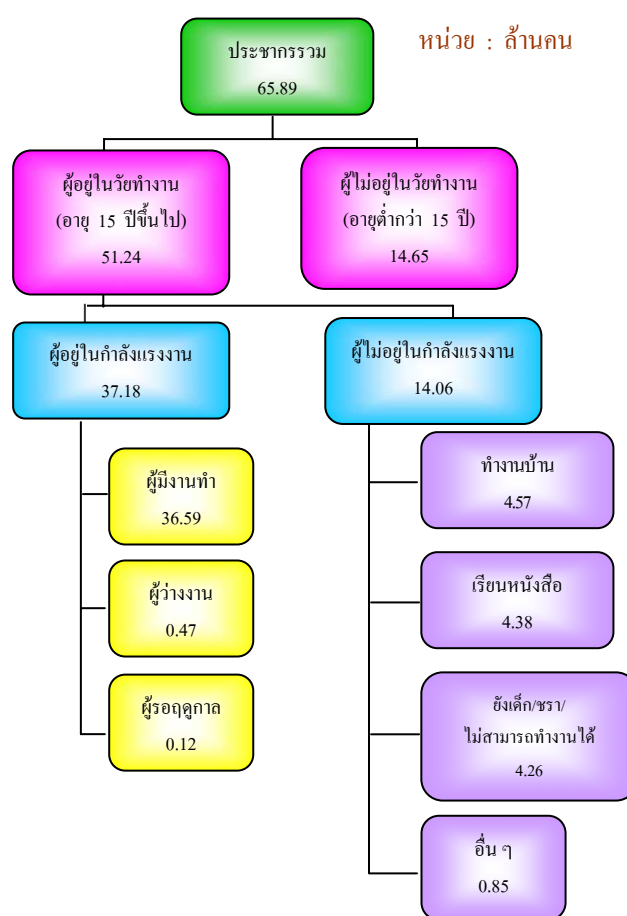 หน่วย : ล้านคน
ประชากรรวม
65.89
ผู้อยู่ในวัยทำงาน
(อายุ 15 ปีขึ้นไป)
51.24
ผู้ไม่อยู่ในวัยทำงาน
(อายุต่ำกว่า 15 ปี)
14.65
ผู้อยู่ในกำลังแรงงาน
37.18
ผู้ไม่อยู่ในกำลังแรงงาน
14.06
ผู้มีงานทำ
36.59
ผู้ว่างงาน
0.47
ผู้รอฤดูกาล
0.12
ทำงานบ้าน
4.57
เรียนหนังสือ
4.38
ยังเด็ก/ชรา/
ไม่สามารถทำงานได้
4.26
อื่น ๆ
0.85